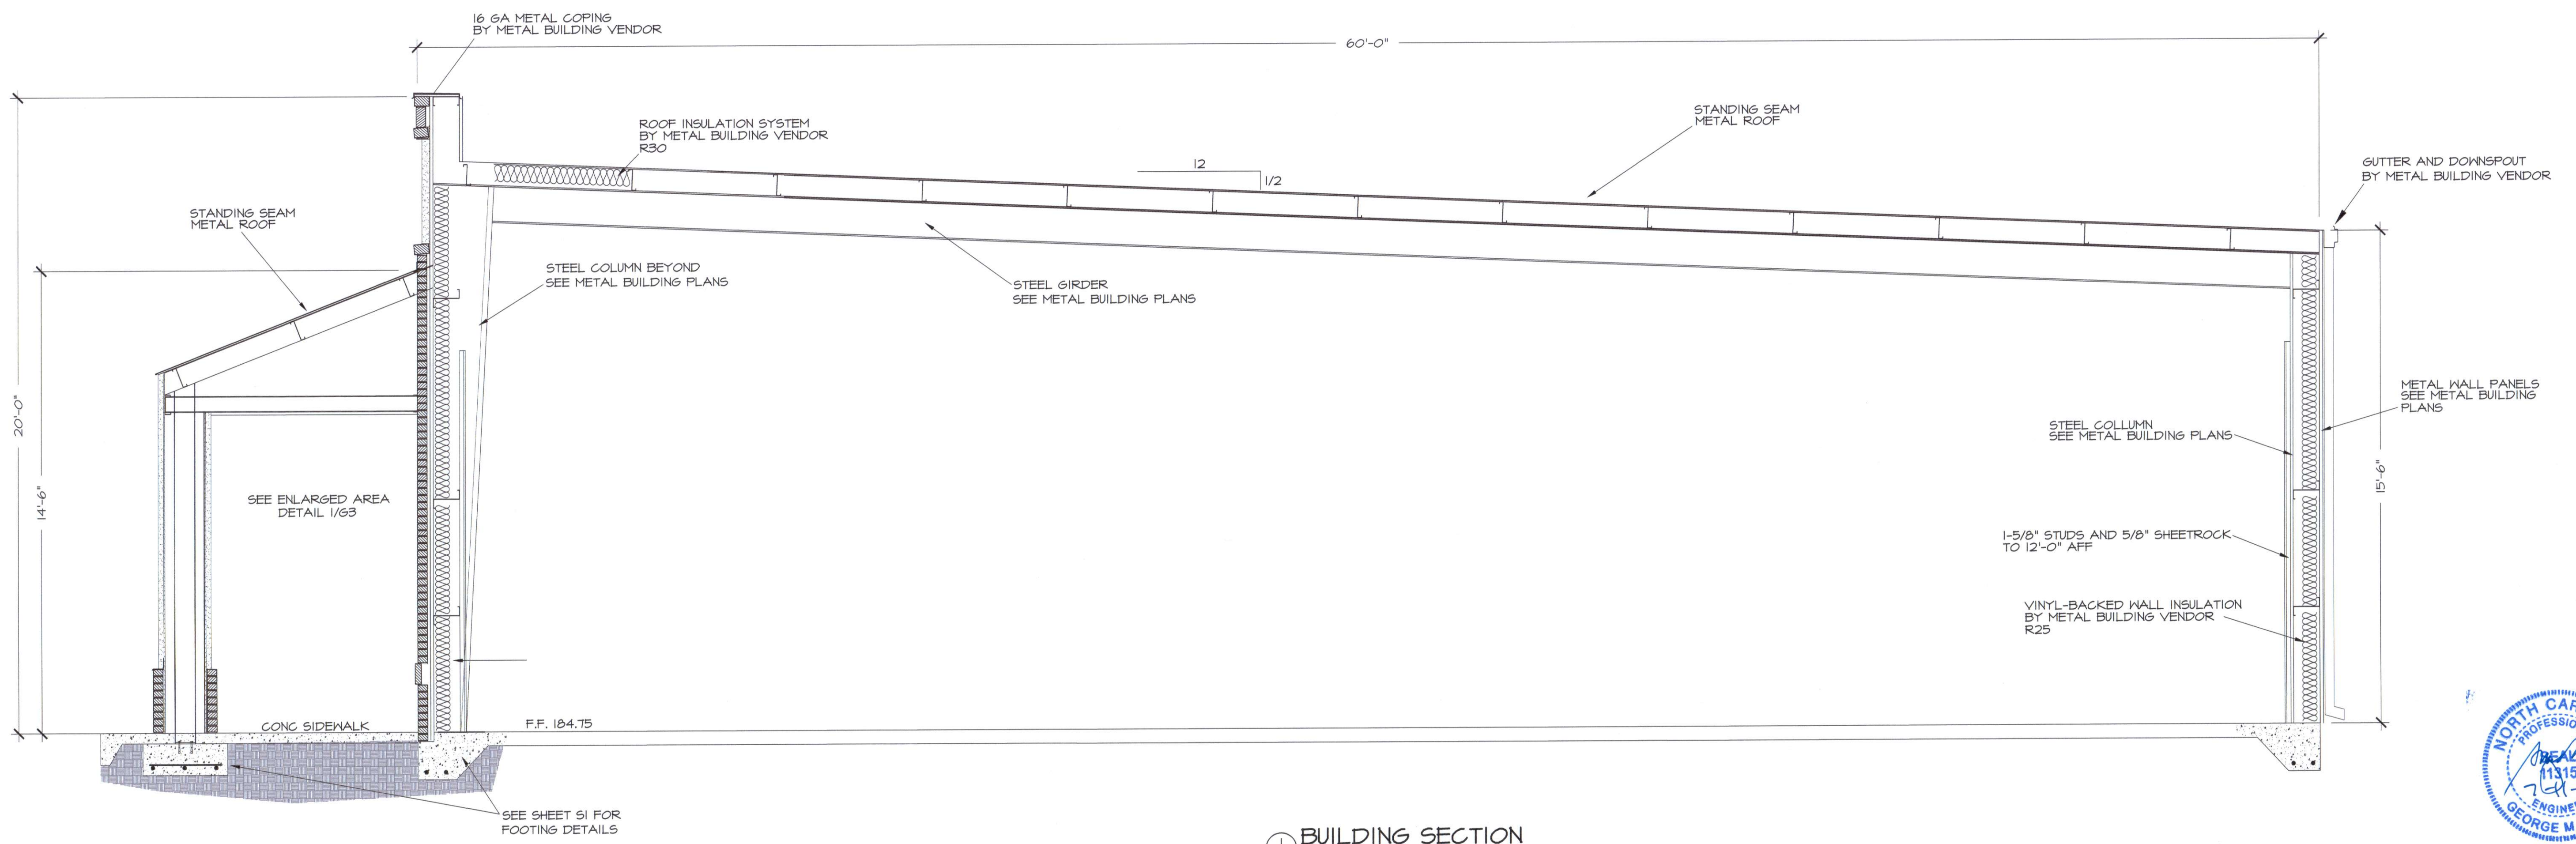 16 GA METAL COPING
BY METAL BUILDING VENDOR
60'-0"
ROOF INSULATION SYSTEM
BY METAL BUILDING VENDOR
R30
STANDING SEAM
METAL ROOF
12
1/2
GUTTER AND DOWNSPOUT
BY METAL BUILDING VENDOR
STANDING SEAM
METAL ROOF
STEEL COLUMN BEYOND
SEE METAL BUILDING PLANS
STEEL GIRDER
SEE METAL BUILDING PLANS
20'-0"
14'-6"
SEE ENLARGED AREA
DETAIL 1/G3
METAL WALL PANELS
SEE METAL BUILDING
PLANS
STEEL COLLUMN
SEE METAL BUILDING PLANS
15'-6"
1-5/8" STUDS AND 5/8" SHEETROCK
TO 12'-0" AFF
VINYL-BACKED WALL INSULATION
BY METAL BUILDING VENDOR
R25
CONC SIDEWALK
F.F. 184.75
SEE SHEET S1 FOR
FOOTING DETAILS
1
BUILDING SECTION
NORTH CAR
PROFESSIO
SEAL
11315
ENGINE
GEORGE M